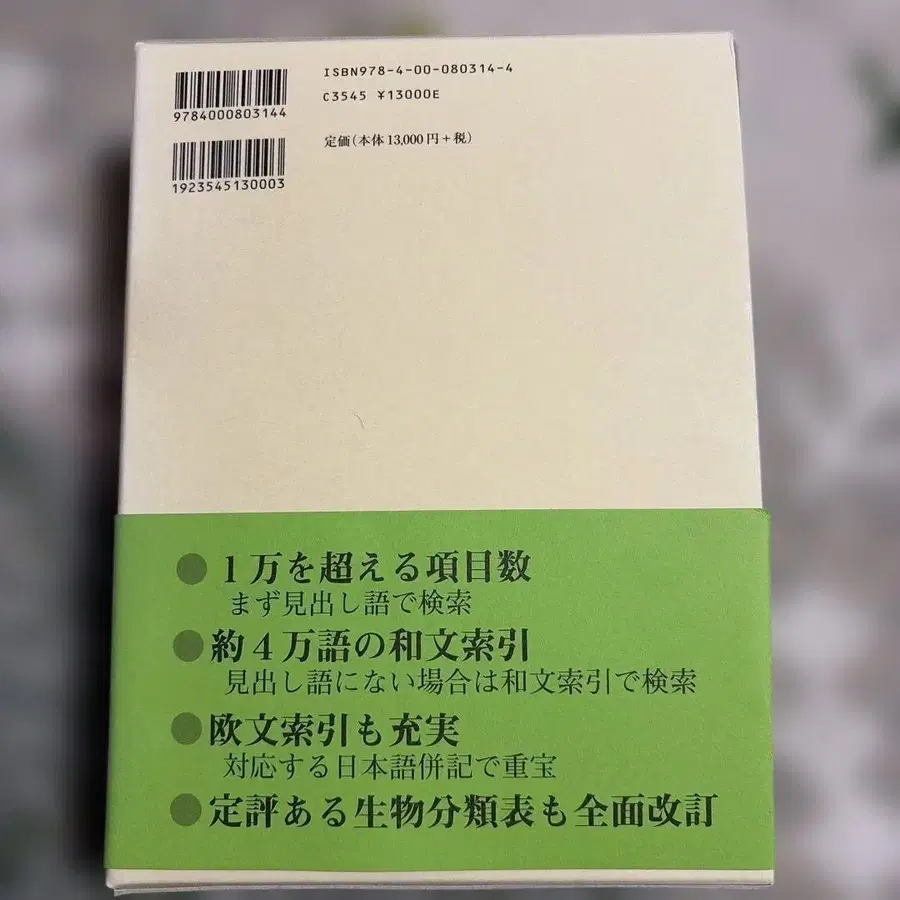 ISBN978-4-00-080314-4
C3545 ¥13000E
9784000803144
定価(本体13,000円+税)
1923545130003
●1万を超える項目数
まず見出し語で検索
●約4万語の和文索引
見出し語にない場合は和文索引で検索
●欧文索引も充実
対応する日本語併記で重宝
●定評ある生物分類表も全面改訂